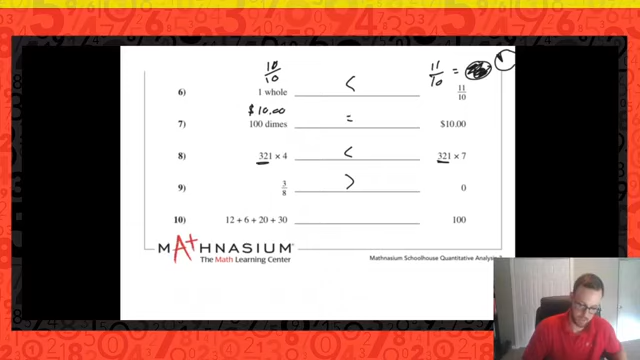 10/10 11/10 =
6) 1 whole < 11/10
$10.00
7) 100 dimes = $10.00
8) 321 × 4 < 321 × 7
9) 3/8 > 0
10) 12 + 6 + 20 + 30 100
MATHNASIUM®
The Math Learning Center
Mathnasium Schoolhouse Quantitative Analysis